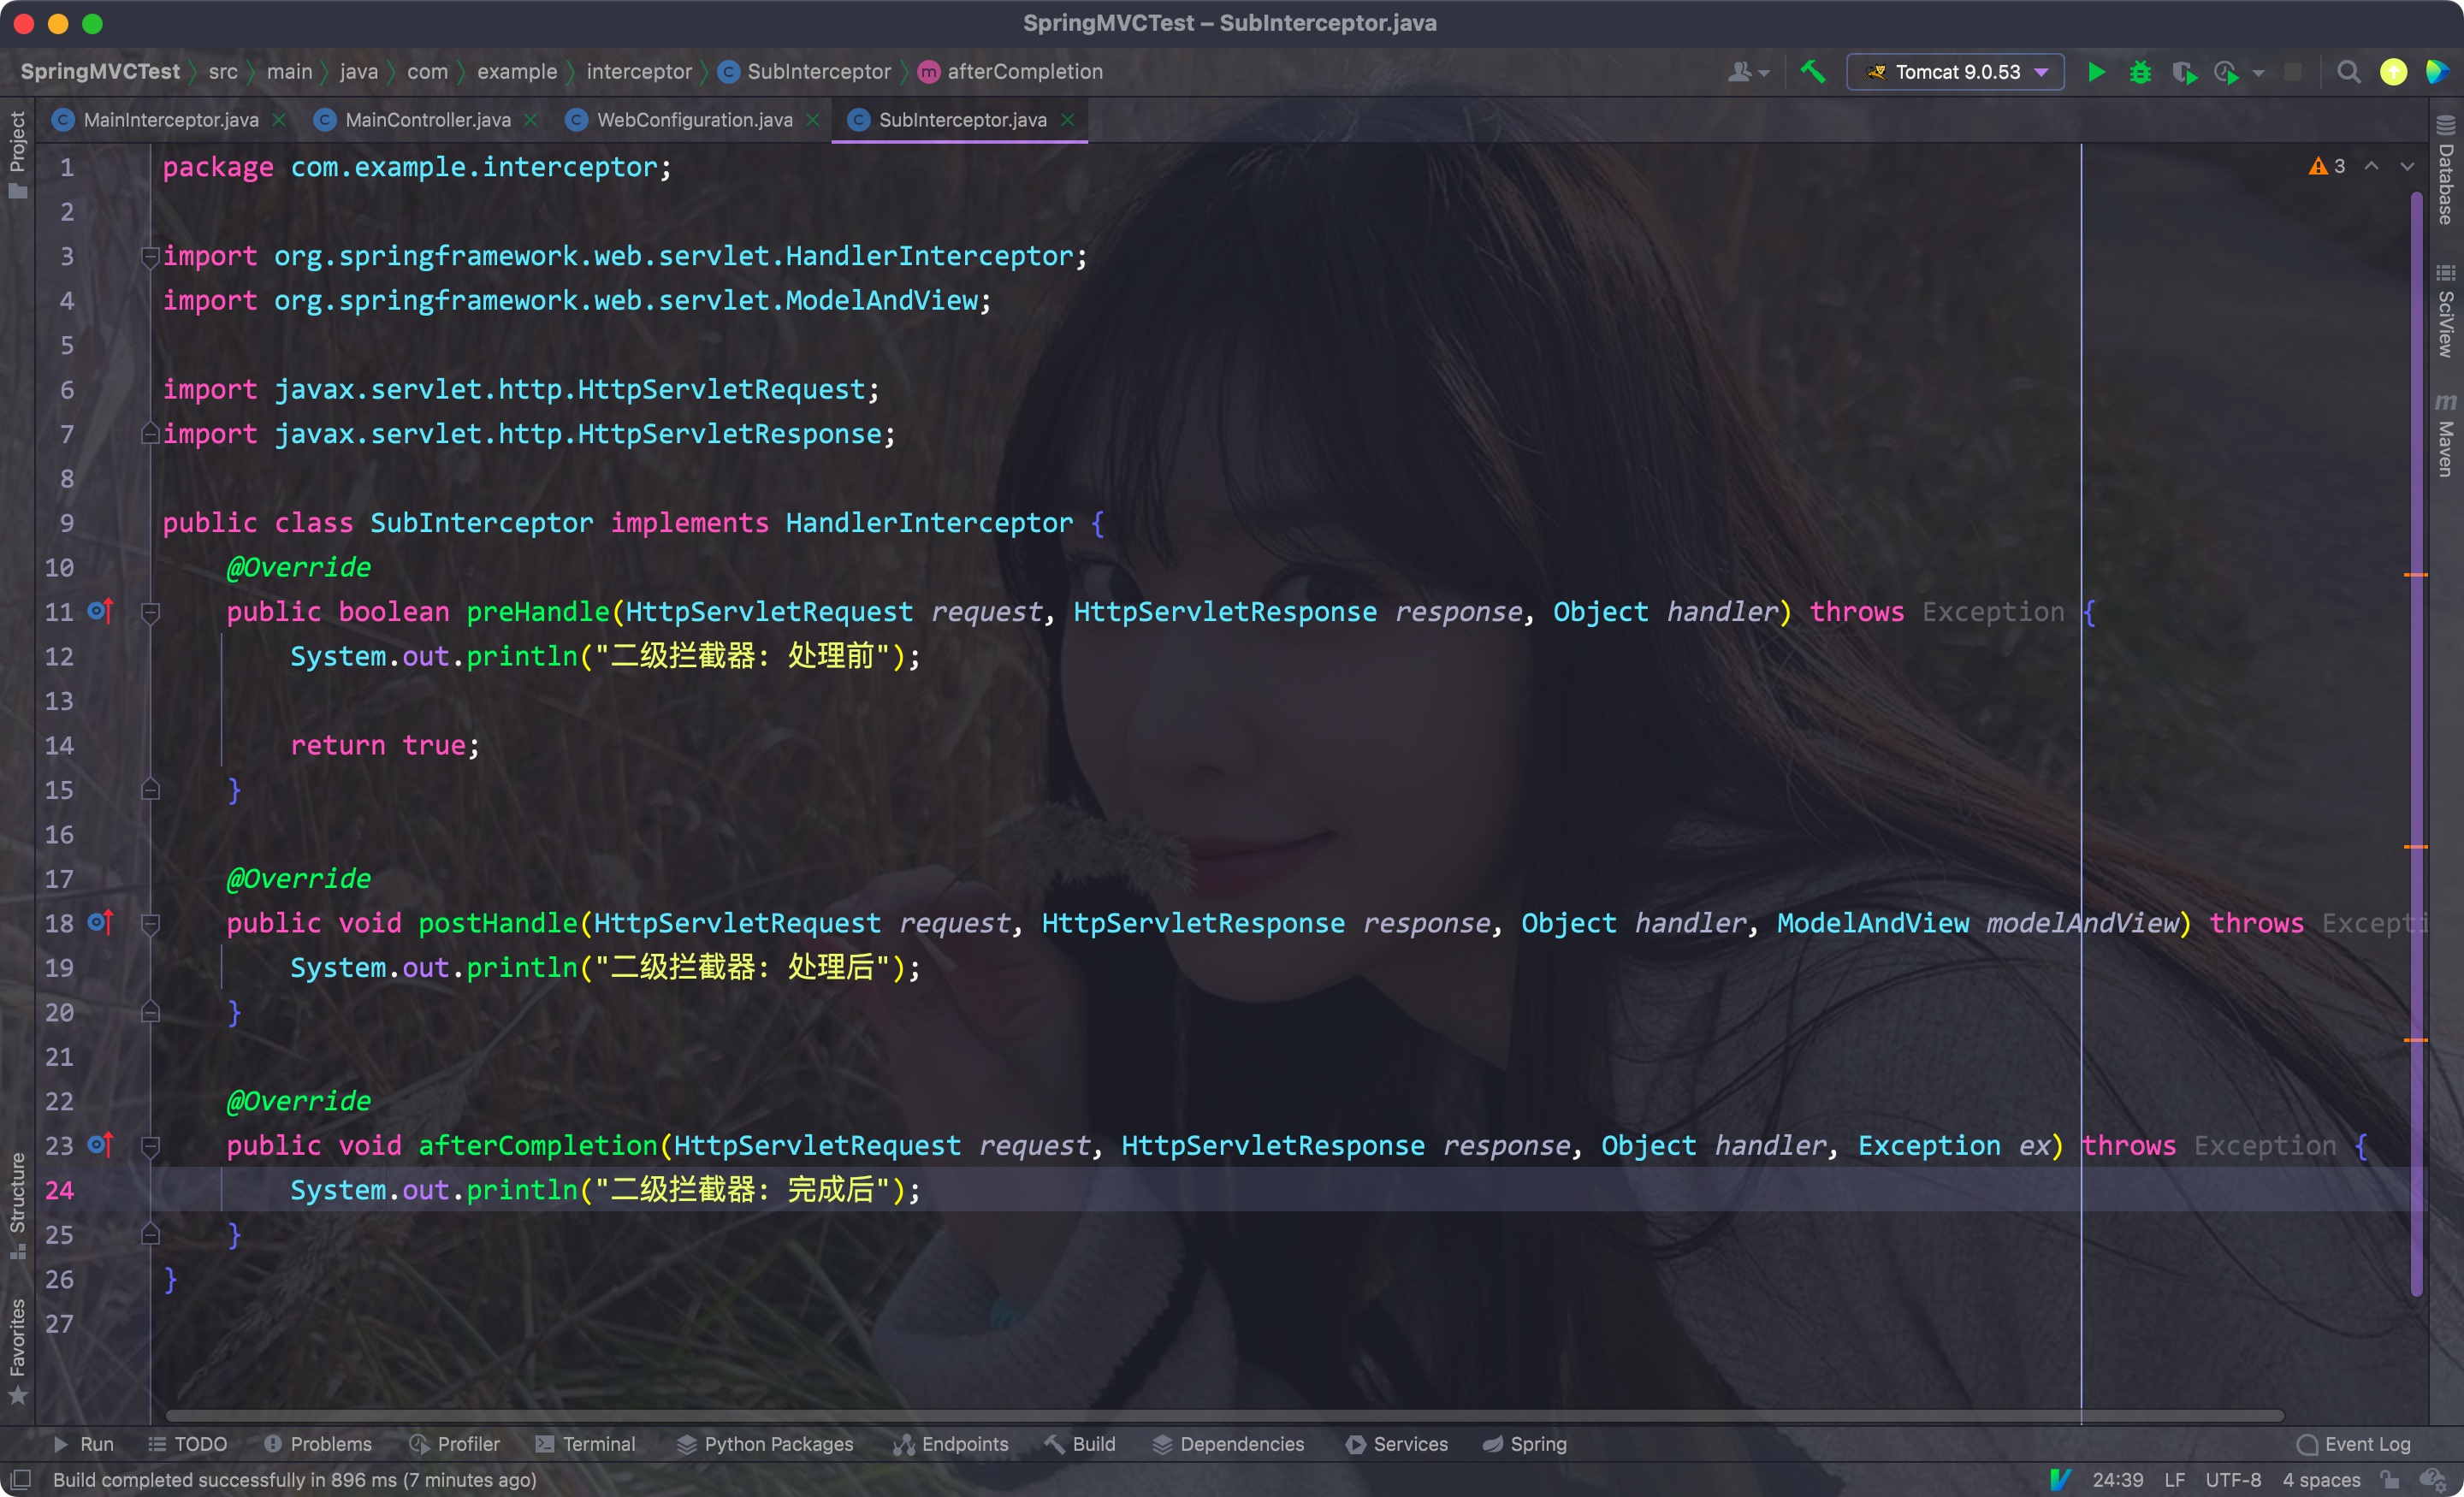 SpringMVCTest – SubInterceptor.java
SpringMVCTest src main java com example interceptor SubInterceptor afterCompletion Tomcat 9.0.53
MainInterceptor.java MainController.java WebConfiguration.java SubInterceptor.java
Project
Structure
Favorites
1 package com.example.interceptor;
2
3 import org.springframework.web.servlet.HandlerInterceptor;
4 import org.springframework.web.servlet.ModelAndView;
5
6 import javax.servlet.http.HttpServletRequest;
7 import javax.servlet.http.HttpServletResponse;
8
9 public class SubInterceptor implements HandlerInterceptor {
10 @Override
11 public boolean preHandle(HttpServletRequest request, HttpServletResponse response, Object handler) throws Exception {
12 System.out.println("二级拦截器: 处理前");
13
14 return true;
15 }
16
17 @Override
18 public void postHandle(HttpServletRequest request, HttpServletResponse response, Object handler, ModelAndView modelAndView) throws Excepti
19 System.out.println("二级拦截器: 处理后");
20 }
21
22 @Override
23 public void afterCompletion(HttpServletRequest request, HttpServletResponse response, Object handler, Exception ex) throws Exception {
24 System.out.println("二级拦截器: 完成后");
25 }
26 }
27
3
Database
SciView
Maven
Run TODO Problems Profiler Terminal Python Packages Endpoints Build Dependencies Services Spring Event Log
Build completed successfully in 896 ms (7 minutes ago) 24:39 LF UTF-8 4 spaces